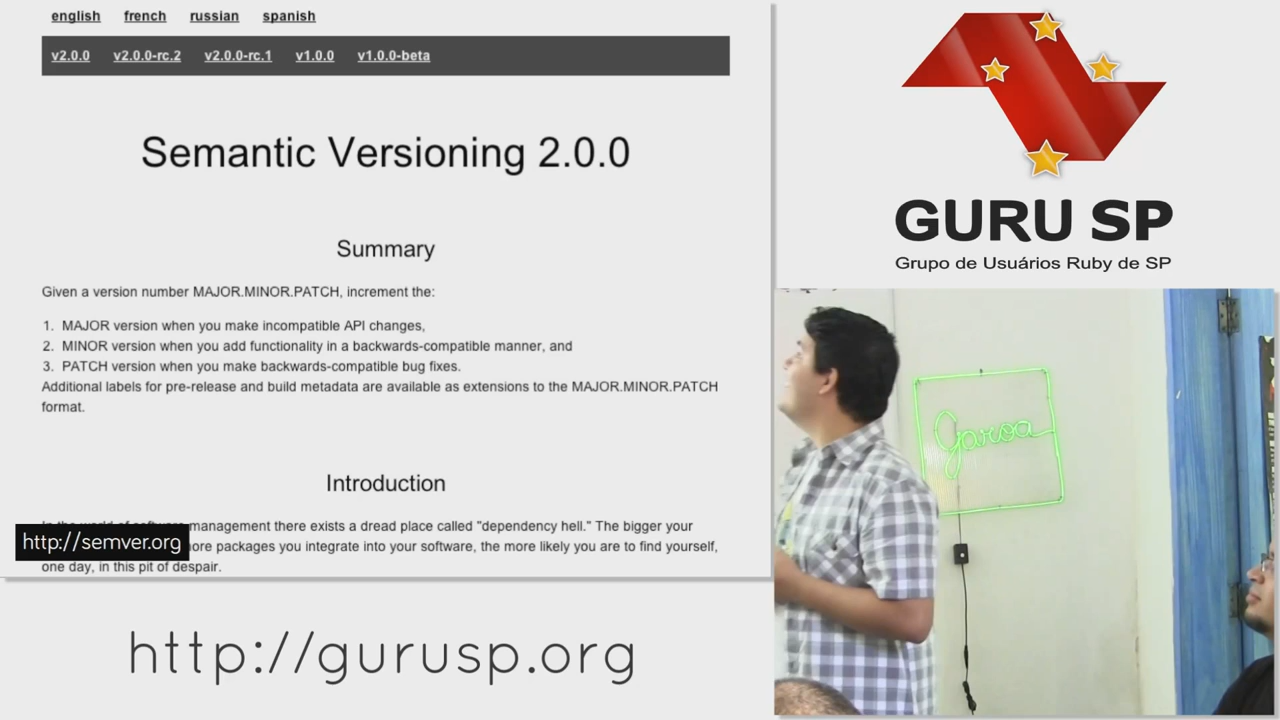 english french russian spanish
v2.0.0 v2.0.0-rc.2 v2.0.0-rc.1 v1.0.0 v1.0.0-beta
Semantic Versioning 2.0.0
Summary
Given a version number MAJOR.MINOR.PATCH, increment the:
1. MAJOR version when you make incompatible API changes,
2. MINOR version when you add functionality in a backwards-compatible manner, and
3. PATCH version when you make backwards-compatible bug fixes.
Additional labels for pre-release and build metadata are available as extensions to the MAJOR.MINOR.PATCH
format.
Introduction
In the world of software management there exists a dread place called "dependency hell." The bigger your
more packages you integrate into your software, the more likely you are to find yourself,
one day, in this pit of despair.
http://semver.org
http://gurusp.org
GURU SP
Grupo de Usuários Ruby de SP
Garoa